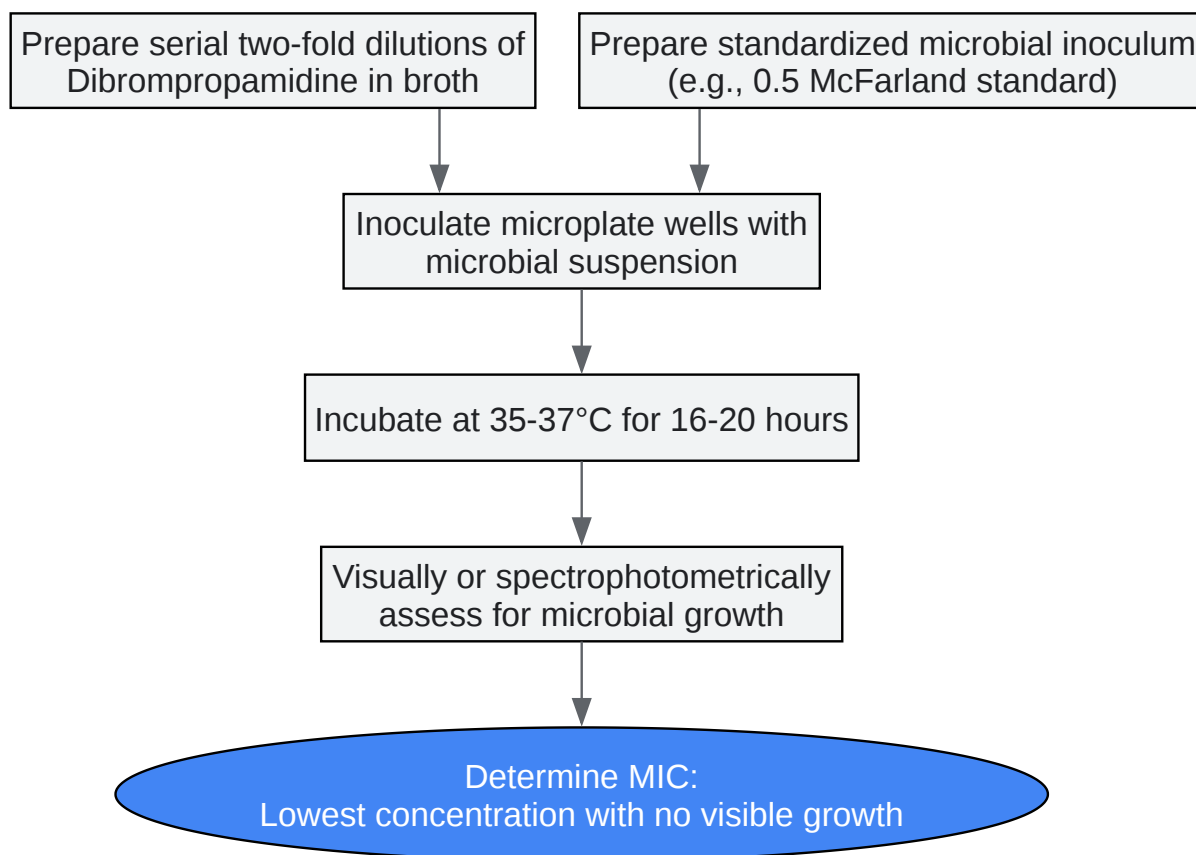 Prepare serial two-fold dilutions of
Dibrompropamidine in broth
Prepare standardized microbial inoculum
(e.g., 0.5 McFarland standard)
Inoculate microplate wells with
microbial suspension
Incubate at 35-37°C for 16-20 hours
Visually or spectrophotometrically
assess for microbial growth
Determine MIC:
Lowest concentration with no visible growth